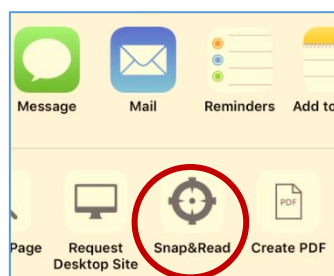 Message Mail Reminders Add to
PDF
Page Request Desktop Site Snap&Read Create PDF